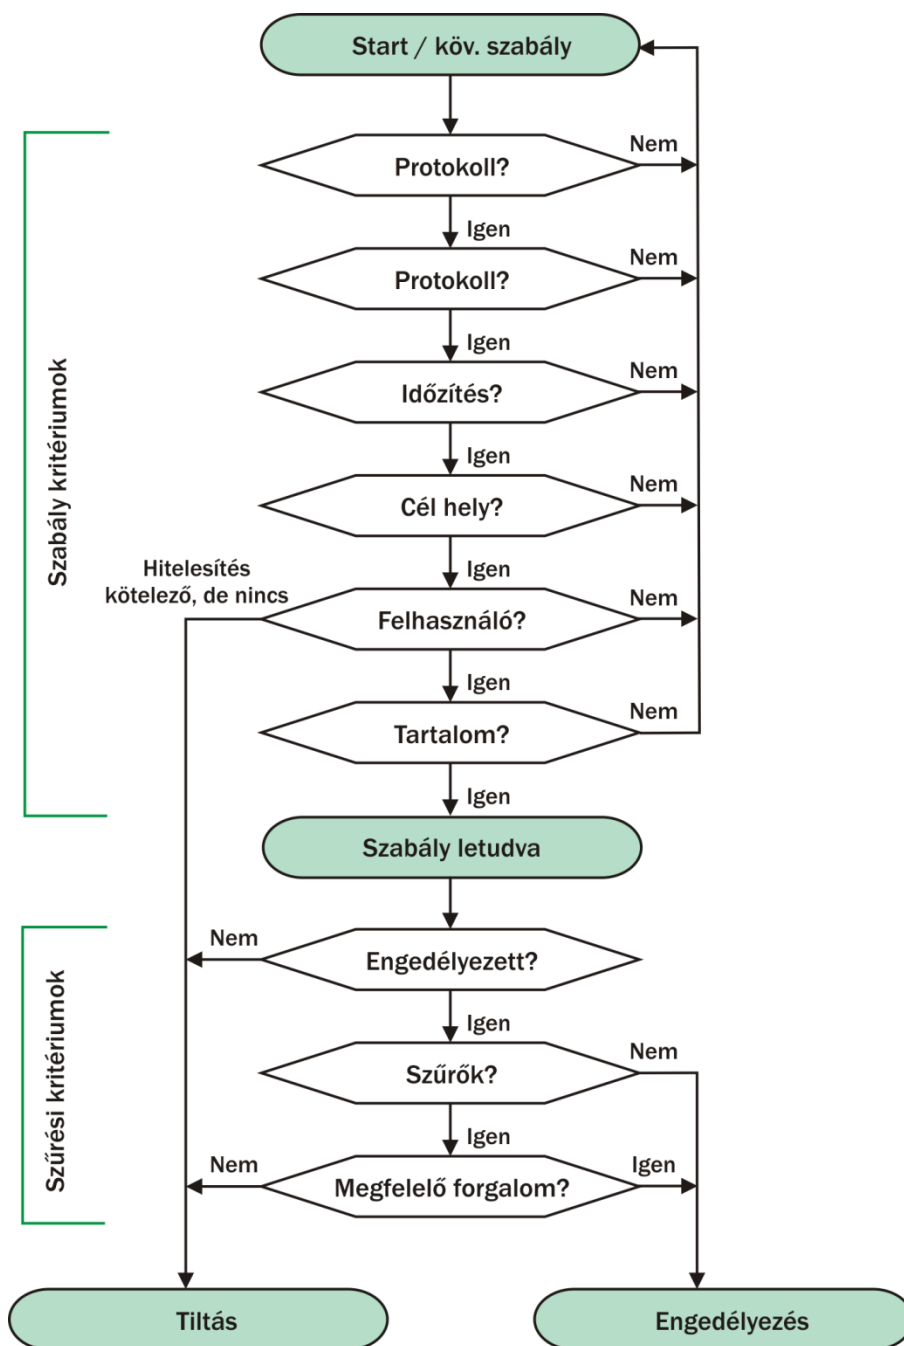 Start / köv. szabály
Nem
Protokoll?
Igen
Nem
Protokoll?
Igen
Nem
Időzítés?
Igen
Nem
Cél hely?
Igen
Hitelesítés
kötelező, de nincs
Nem
Felhasználó?
Igen
Nem
Tartalom?
Igen
Szabály kritériumok
Szabály letudva
Nem
Engedélyezett?
Igen
Nem
Szűrők?
Igen
Nem
Igen
Megfelelő forgalom?
Szűrési kritériumok
Tiltás
Engedélyezés